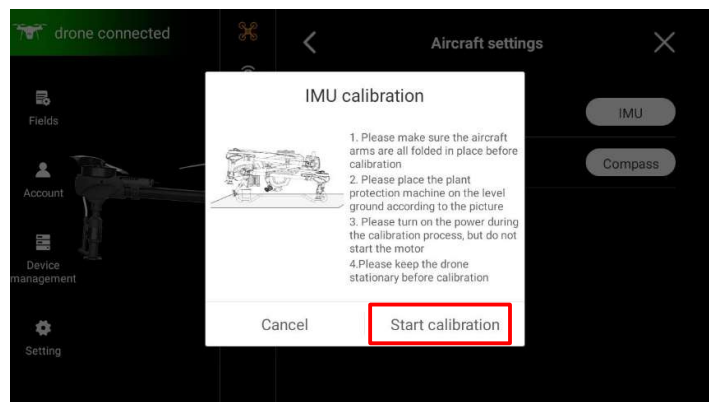 drone connected
Aircraft settings
Fields
Account
Device
management
Setting
IMU
Compass
IMU calibration
1. Please make sure the aircraft
arms are all folded in place before
calibration
2. Please place the plant
protection machine on the level
ground according to the picture
3. Please turn on the power during
the calibration process, but do not
start the motor
4.Please keep the drone
stationary before calibration
Cancel
Start calibration